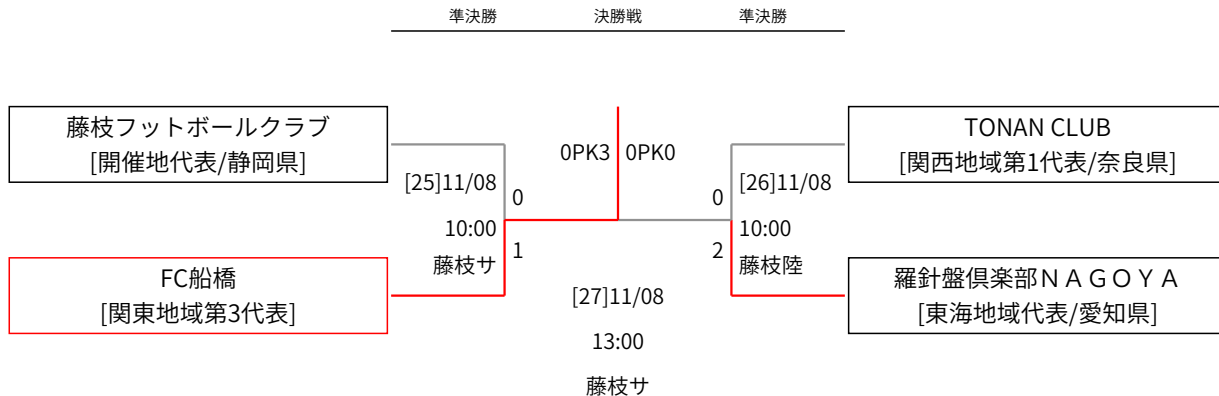 準決勝 決勝戦 準決勝
藤枝フットボールクラブ
[開催地代表/静岡県]
TONAN CLUB
[関西地域第1代表/奈良県]
0PK3 0PK0
[25]11/08
0
10:00
1
藤枝サ
0
[26]11/08
10:00
2
藤枝陸
FC船橋
[関東地域第3代表]
羅針盤倶楽部ＮＡＧＯＹＡ
[東海地域代表/愛知県]
[27]11/08
13:00
藤枝サ